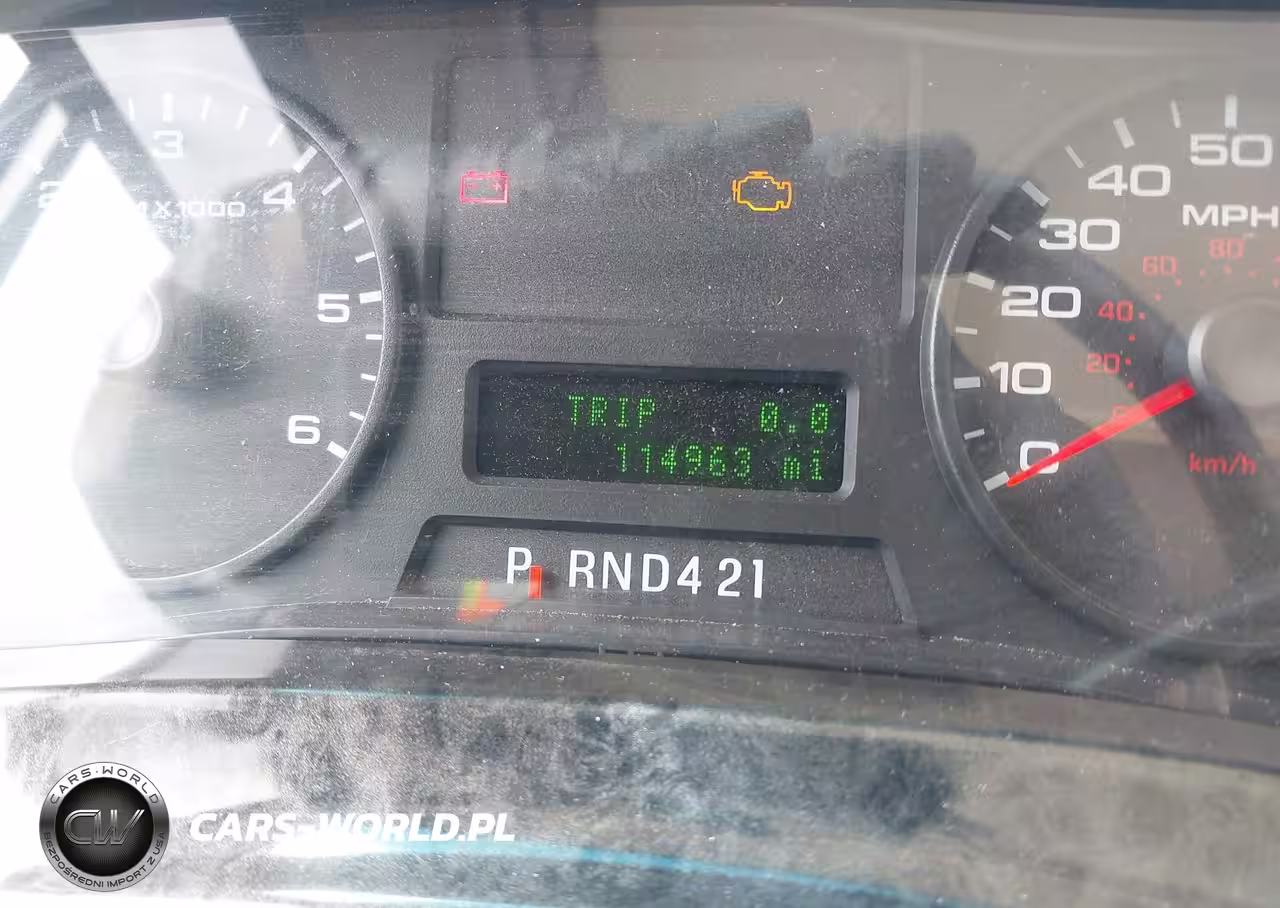 3
4
5
6
X1000
TRIP 0.0
114963 mi
P RND421
50
40
30
20
10
0
MPH
80
60
40
20
km/h
CARS-WORLD
CW
BEZPOŚREDNI IMPORT Z USA
CARS-WORLD.PL